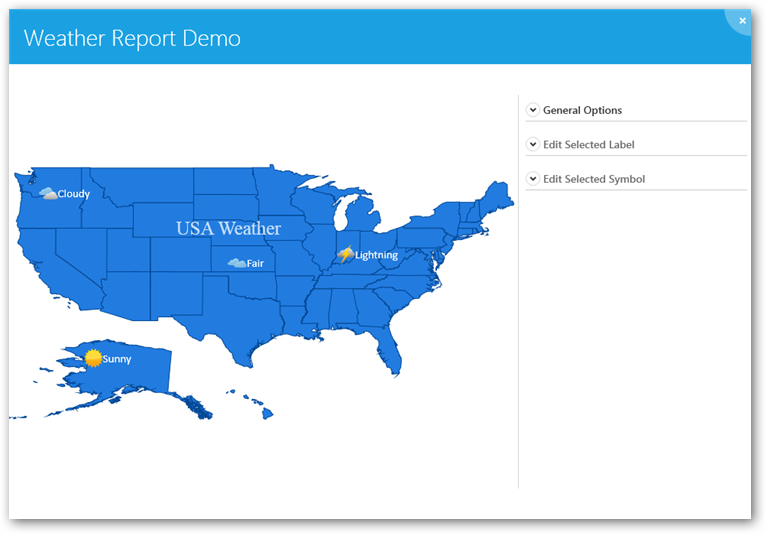 Weather Report Demo
General Options
Edit Selected Label
Edit Selected Symbol
Cloudy
USA Weather
Lightning
Fair
Sunny